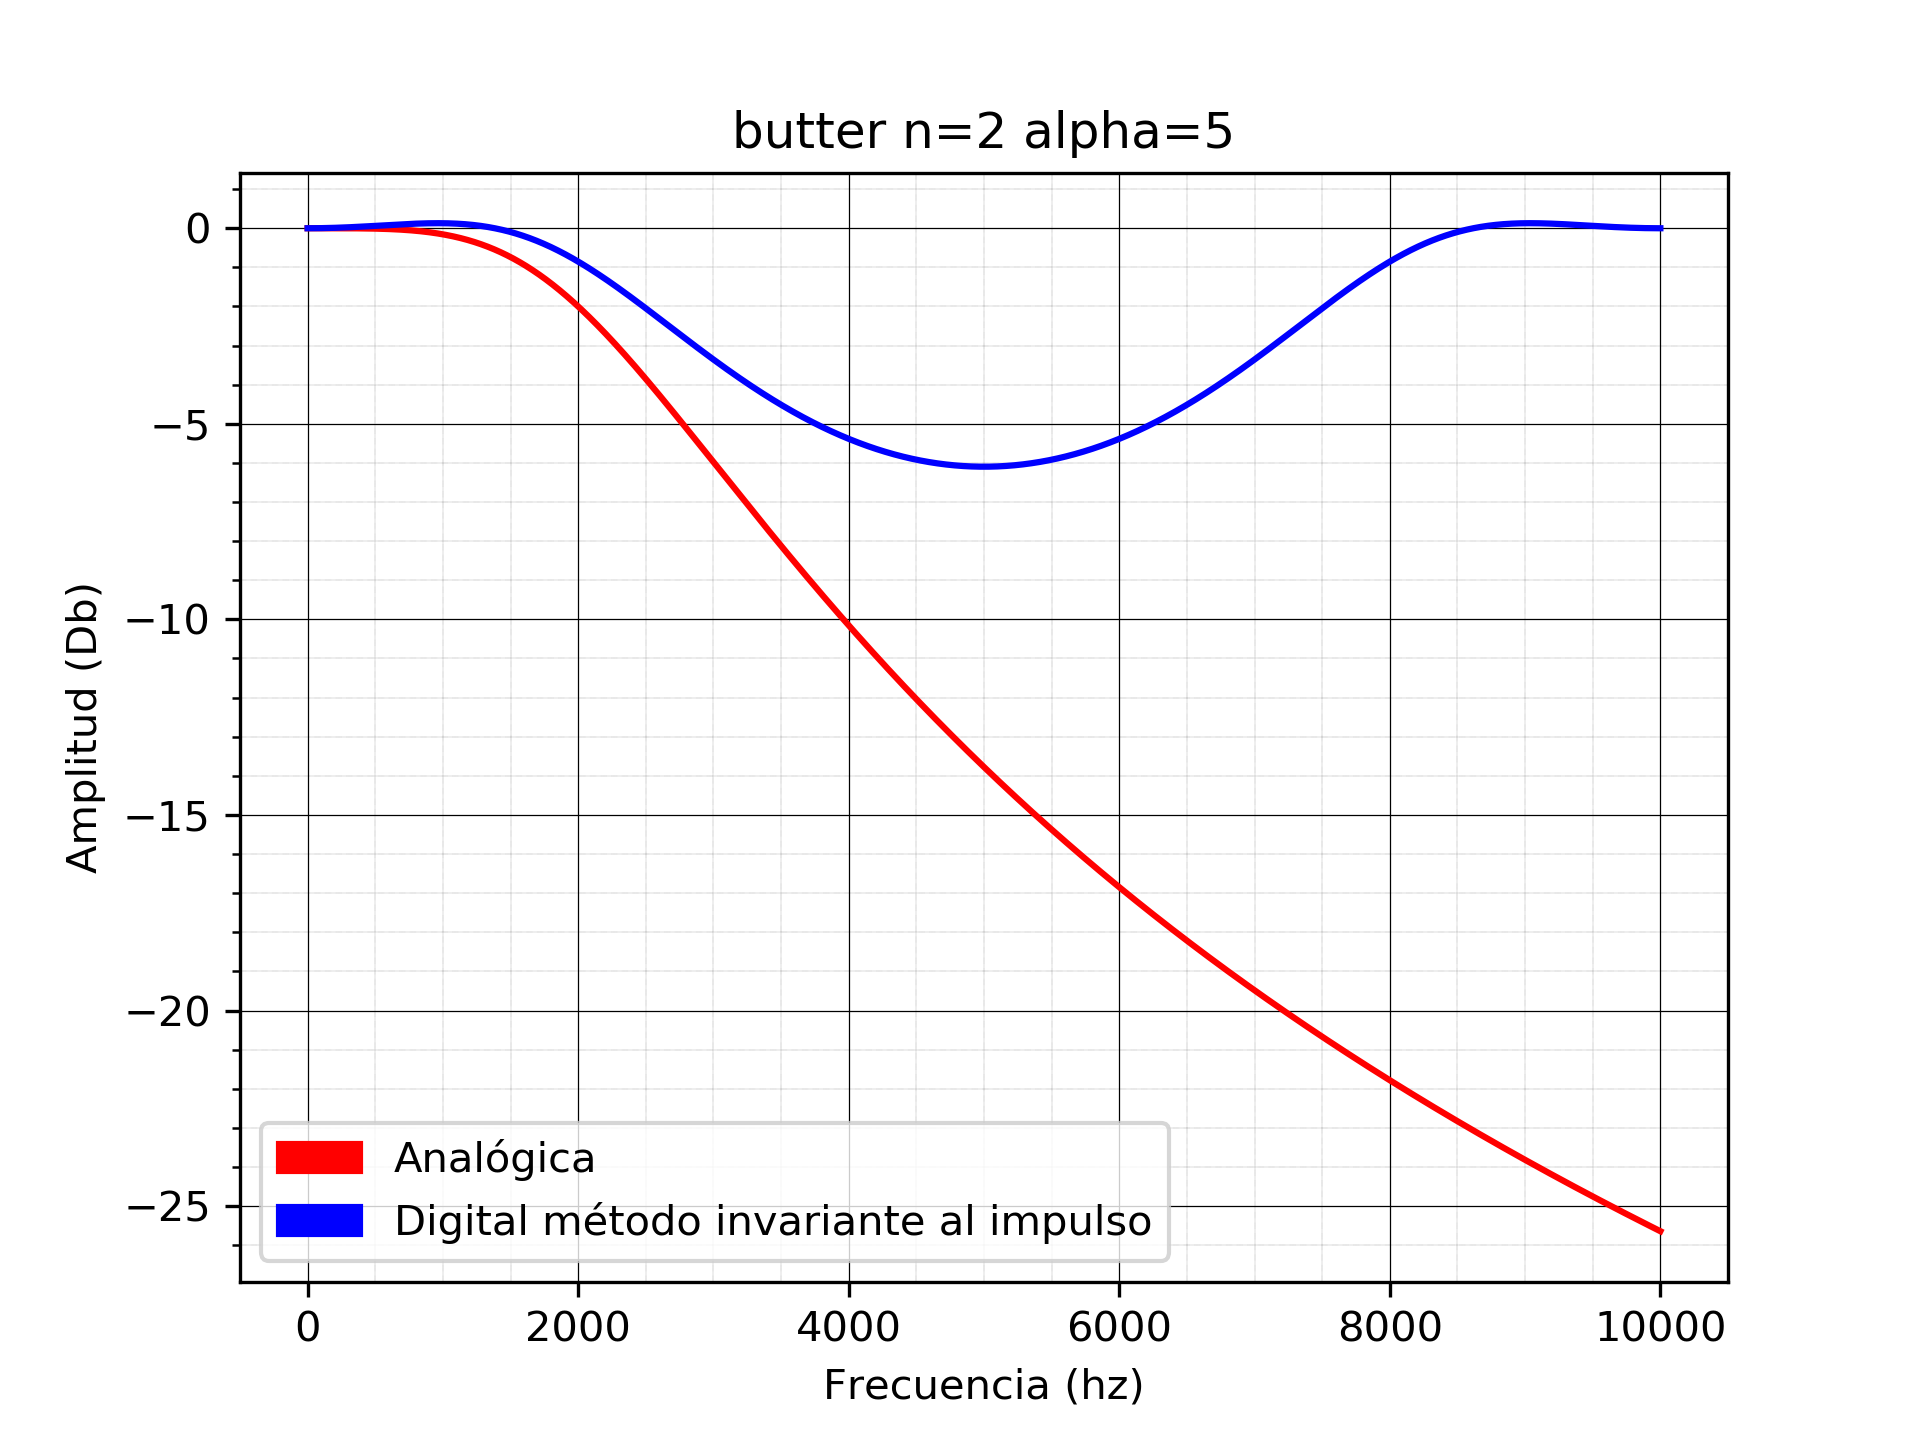 butter n=2 alpha=5
Amplitud (Db)
0
−5
−10
−15
−20
−25
Analógica
Digital método invariante al impulso
0 2000 4000 6000 8000 10000
Frecuencia (hz)